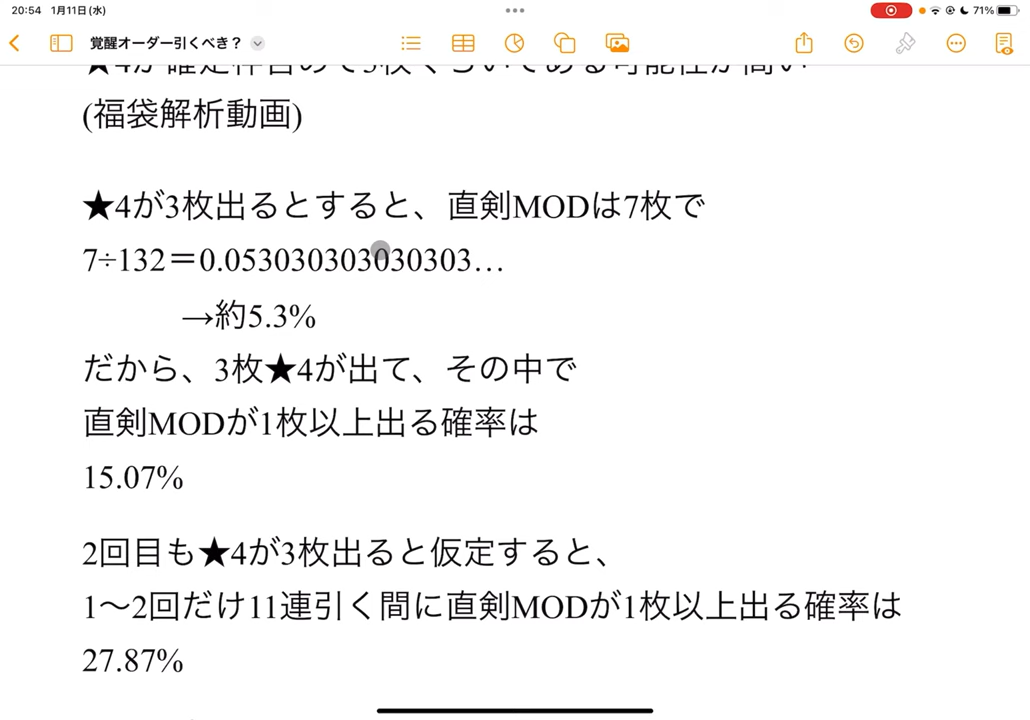 20:54 1月11日(水)
71%
覚醒オーダー引くべき？
(福袋解析動画)
★4が3枚出るとすると、直剣MODは7枚で
7÷132＝0.053030303030303…
→約5.3%
だから、3枚★4が出て、その中で
直剣MODが1枚以上出る確率は
15.07%
2回目も★4が3枚出ると仮定すると、
1〜2回だけ11連引く間に直剣MODが1枚以上出る確率は
27.87%